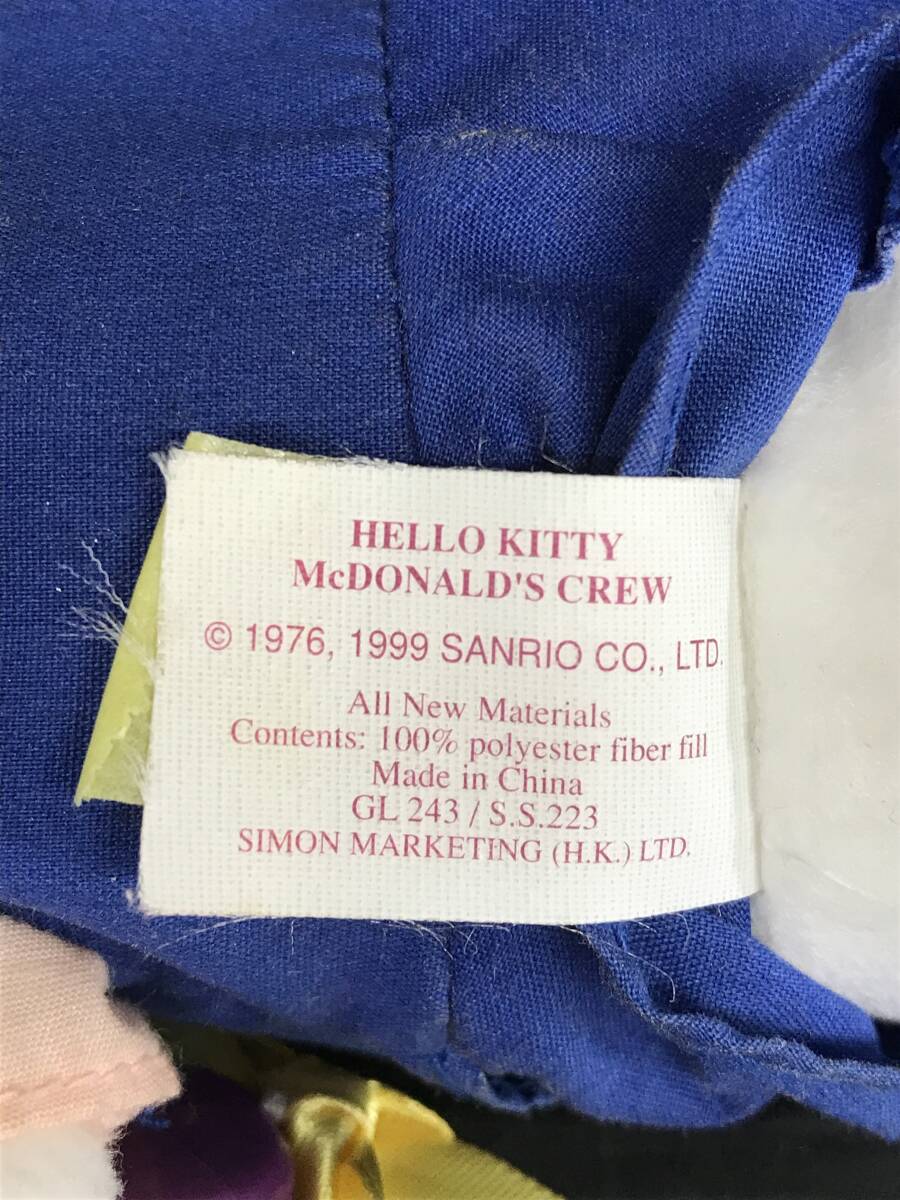 HELLO KITTY
McDONALD'S CREW
© 1976, 1999 SANRIO CO., LTD.
All New Materials
Contents: 100% polyester fiber fill
Made in China
GL 243 / S.S.223
SIMON MARKETING (H.K.) LTD.